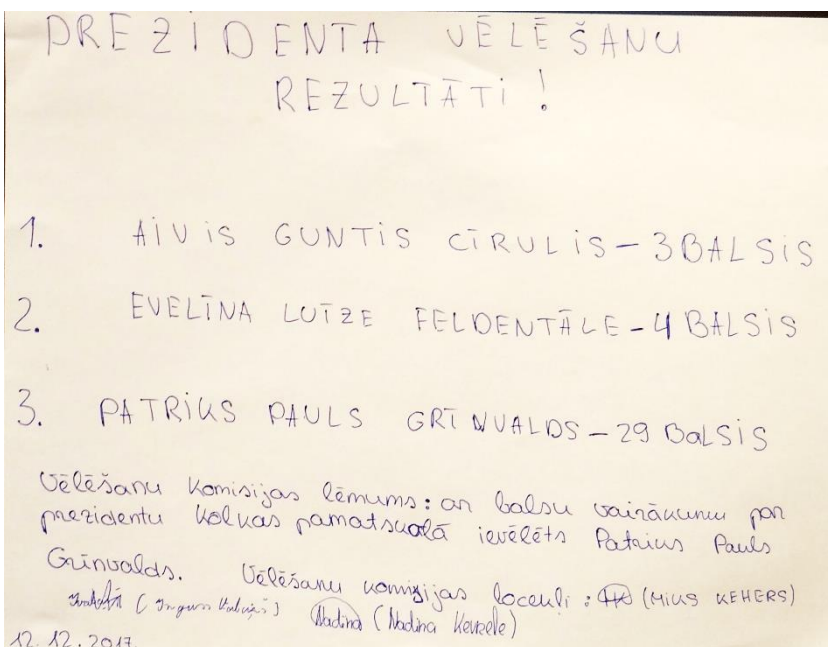 PREZIDENTA VĒLĒŠANU
REZULTĀTI!
1. AIVIS GUNTIS CĪRULIS - 3 BALSIS
2. EVELĪNA LUĪZE FELDENTĀLE - 4 BALSIS
3. PATRIKS PAULS GRĪNVALDS - 29 BALSIS
Vēlēšanu Komisijas lēmums: ar balsu vairākumu par
prezidentu Kolkas pamatskolā ievēlēts Patriks Pauls
Grīnvalds. Vēlēšanu komisijas locekļi: (MIKS KEHERS)
Nadīna (Nadīna)
12.12.2017.